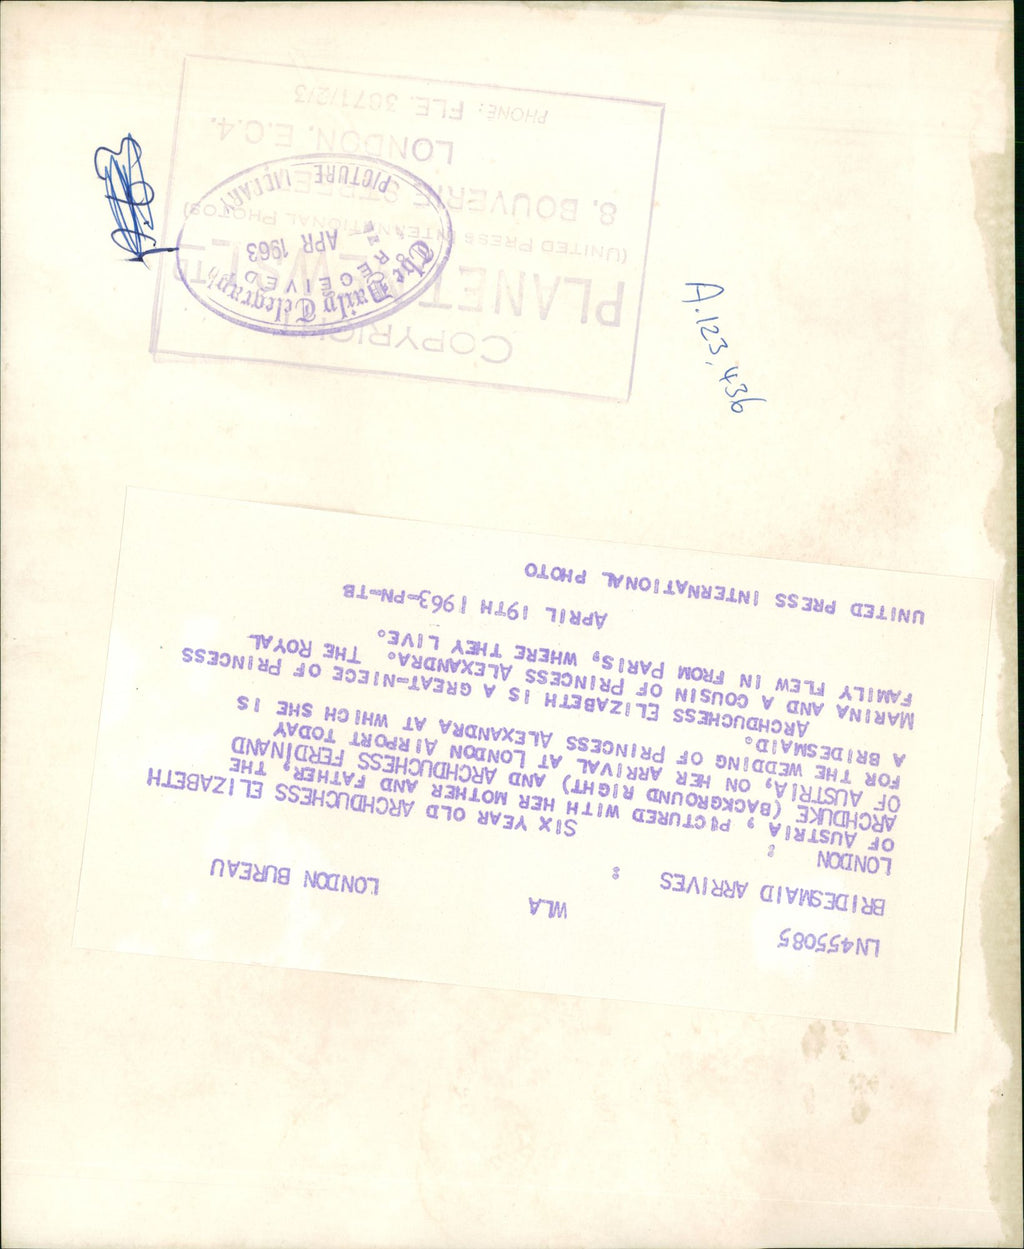 COPYRIGHT
PLANET NEWS LTD
(UNITED PRESS INTERNATIONAL PHOTOS)
8, BOUVERIE STREET
LONDON, E.C.4.
PHONE: FLE. 3071/2/3
The Daily Telegraph
RECEIVED
APR 1963
PICTURE LIBRARY
A.123,436
LN455085
WLA
BRIDESMAID ARRIVES : LONDON BUREAU
LONDON :
SIX YEAR OLD ARCHDUCHESS ELIZABETH
OF AUSTRIA, PICTURED WITH HER MOTHER AND FATHER, THE
ARCHDUKE (BACKGROUND RIGHT) AND ARCHDUCHESS FERDINAND
OF AUSTRIA, ON HER ARRIVAL AT LONDON AIRPORT TODAY
FOR THE WEDDING OF PRINCESS ALEXANDRA AT WHICH SHE IS
A BRIDESMAID.
ARCHDUCHESS ELIZABETH IS A GREAT-NIECE OF PRINCESS
MARINA AND A COUSIN OF PRINCESS ALEXANDRA. THE ROYAL
FAMILY FLEW IN FROM PARIS, WHERE THEY LIVE.
APRIL 19TH 1963-PN-TB
UNITED PRESS INTERNATIONAL PHOTO